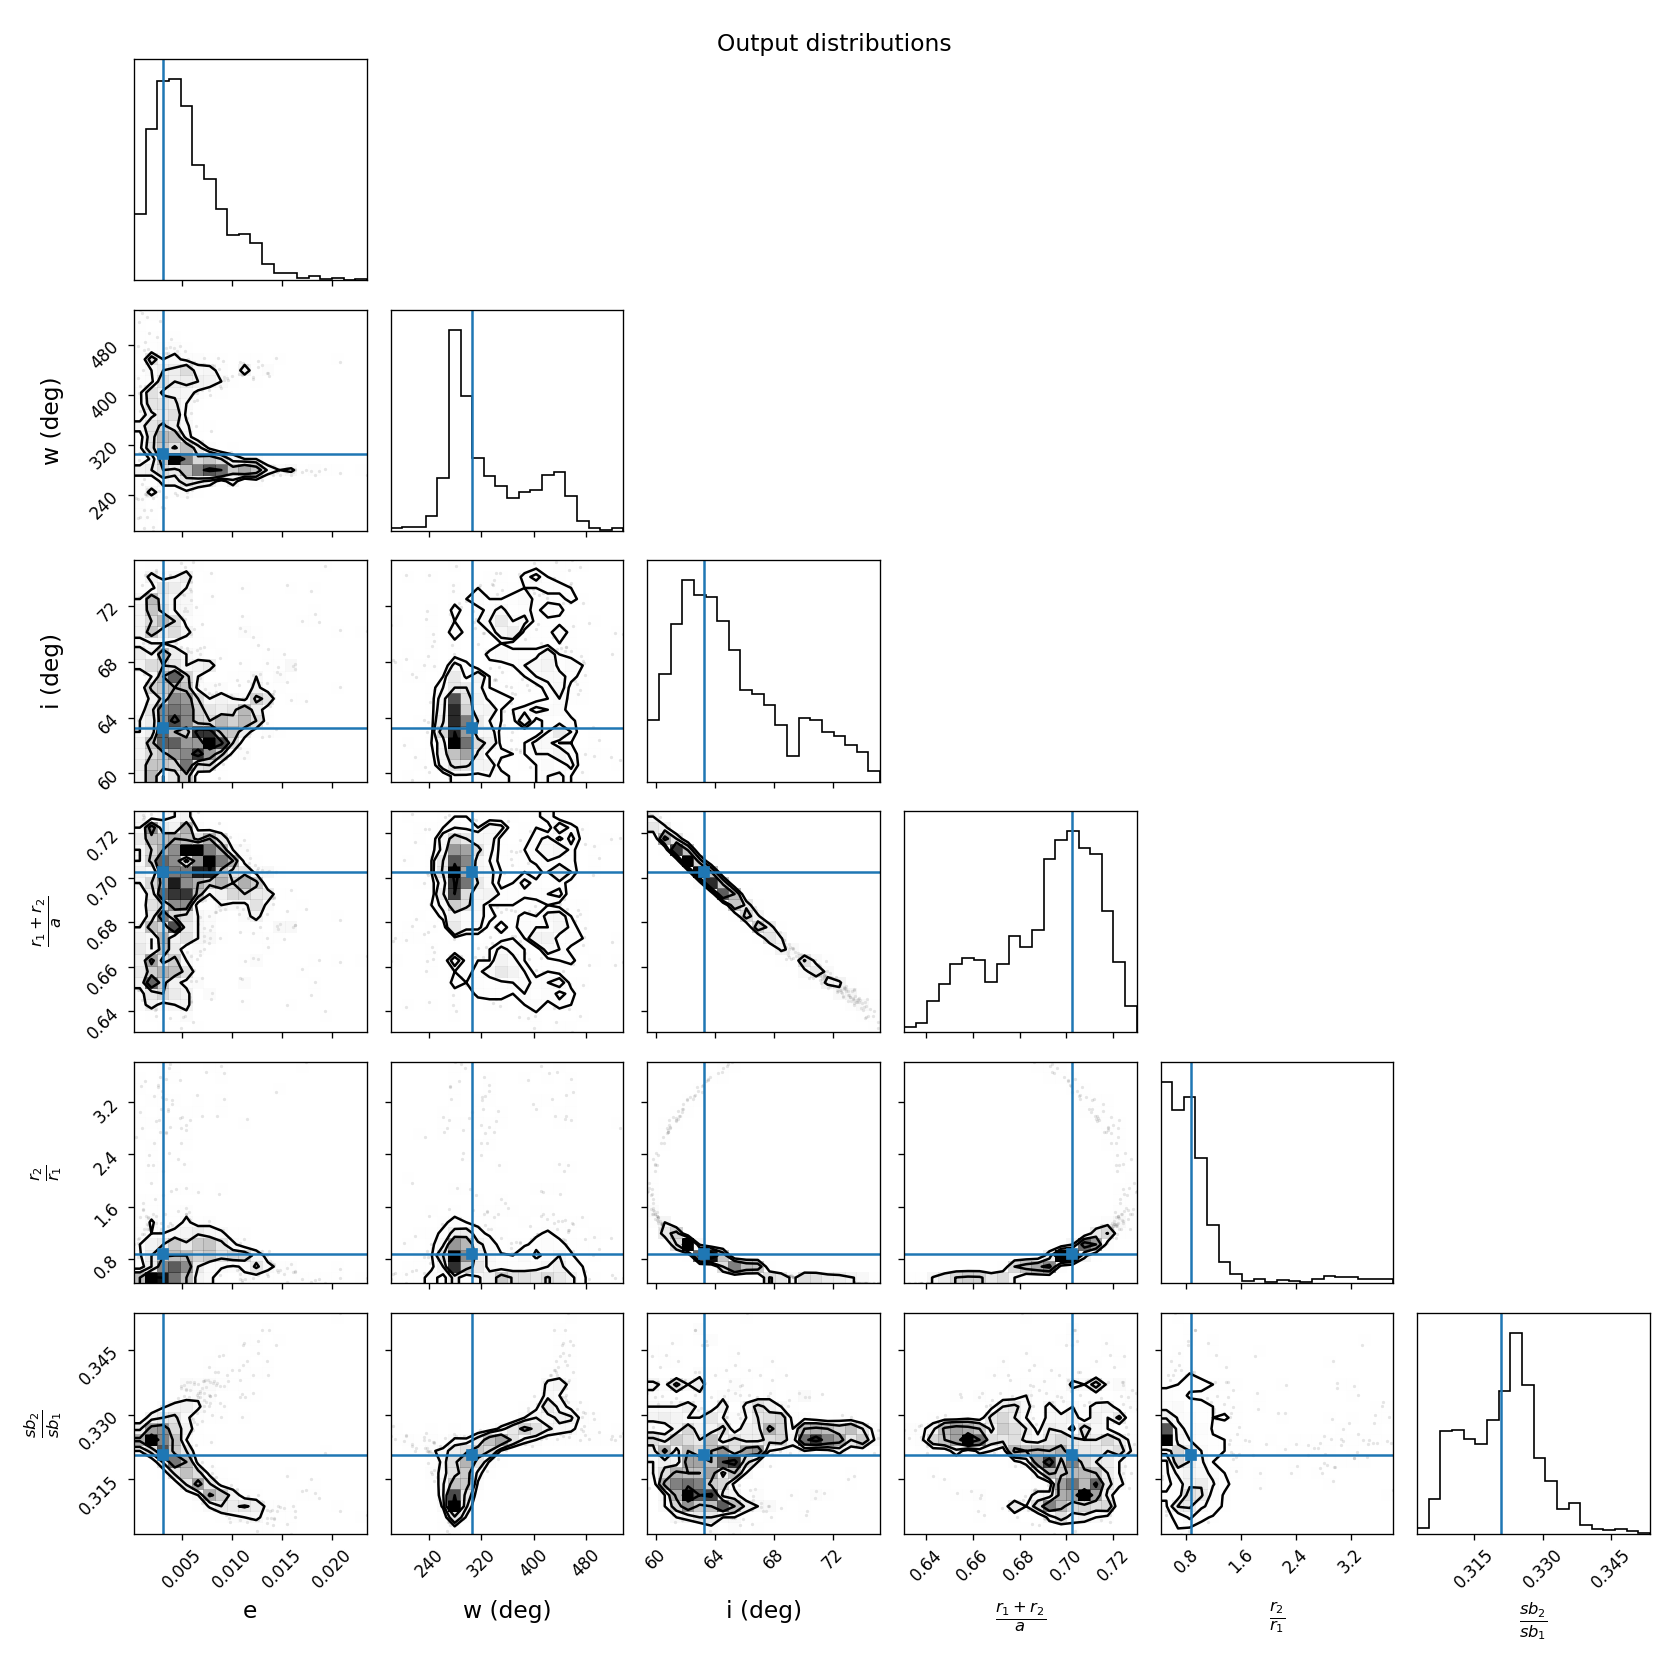 Output distributions
w (deg)
480
400
320
240
i (deg)
72
68
64
60
r₁ + r₂
a
0.72
0.70
0.68
0.66
0.64
r₂
r₁
3.2
2.4
1.6
0.8
sb₂
sb₁
0.345
0.330
0.315
0.005 0.010 0.015 0.020 240 320 400 480 60 64 68 72 0.64 0.66 0.68 0.70 0.72 0.8 1.6 2.4 3.2 0.315 0.330 0.345
e w (deg) i (deg) r₁ + r₂ r₂ sb₂
a r₁ sb₁